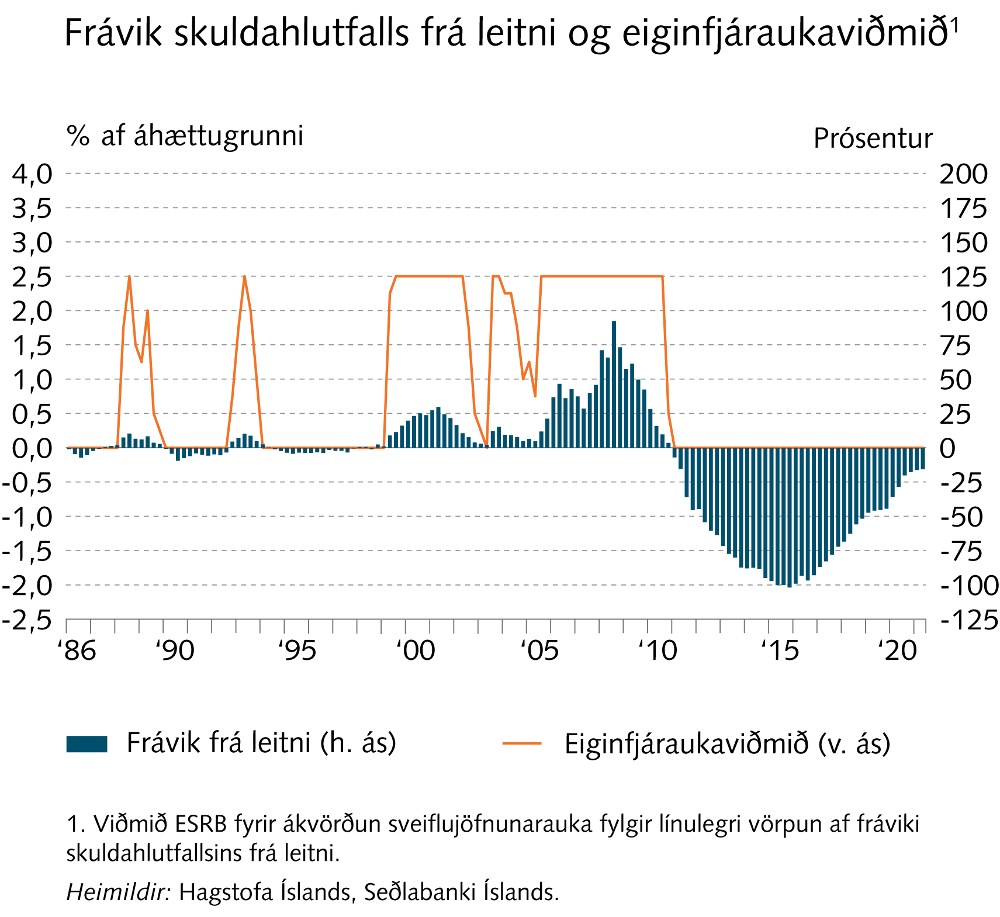 Frávik skuldahlutfalls frá leitni og eiginfjáraukaviðmið¹
% af áhættugrunni Prósentur
4,0 200
3,5 175
3,0 150
2,5 125
2,0 100
1,5 75
1,0 50
0,5 25
0,0 0
-0,5 -25
-1,0 -50
-1,5 -75
-2,0 -100
-2,5 -125
‘86 ‘90 ‘95 ‘00 ‘05 ‘10 ‘15 ‘20
Frávik frá leitni (h. ás) Eiginfjáraukaviðmið (v. ás)
1. Viðmið ESRB fyrir ákvörðun sveiflujöfnunarauka fylgir línulegri vörpun af fráviki
skuldahlutfallsins frá leitni.
Heimildir: Hagstofa Íslands, Seðlabanki Íslands.